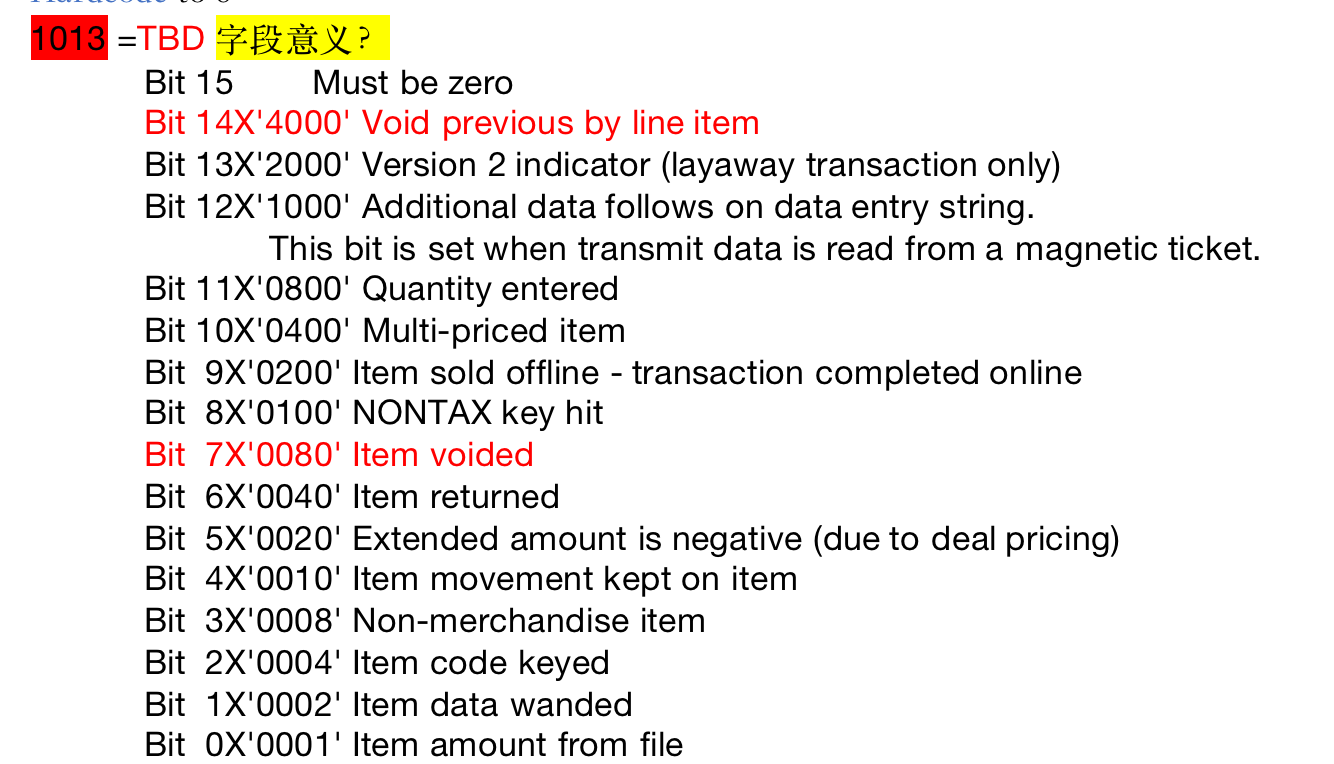 Hardcode to 0
1013 =TBD 字段意义？
Bit 15 Must be zero
Bit 14X'4000' Void previous by line item
Bit 13X'2000' Version 2 indicator (layaway transaction only)
Bit 12X'1000' Additional data follows on data entry string.
This bit is set when transmit data is read from a magnetic ticket.
Bit 11X'0800' Quantity entered
Bit 10X'0400' Multi-priced item
Bit 9X'0200' Item sold offline - transaction completed online
Bit 8X'0100' NONTAX key hit
Bit 7X'0080' Item voided
Bit 6X'0040' Item returned
Bit 5X'0020' Extended amount is negative (due to deal pricing)
Bit 4X'0010' Item movement kept on item
Bit 3X'0008' Non-merchandise item
Bit 2X'0004' Item code keyed
Bit 1X'0002' Item data wanded
Bit 0X'0001' Item amount from file